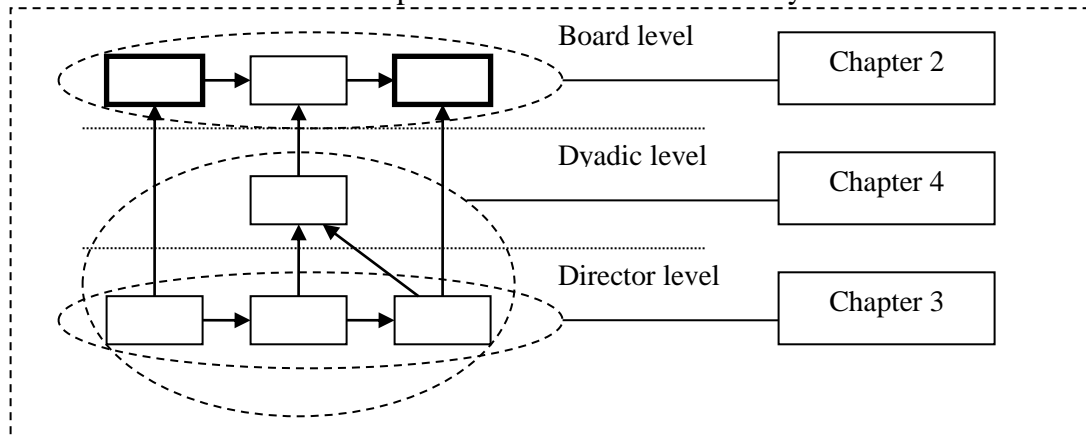 Board level
Chapter 2
Dyadic level
Chapter 4
Director level
Chapter 3